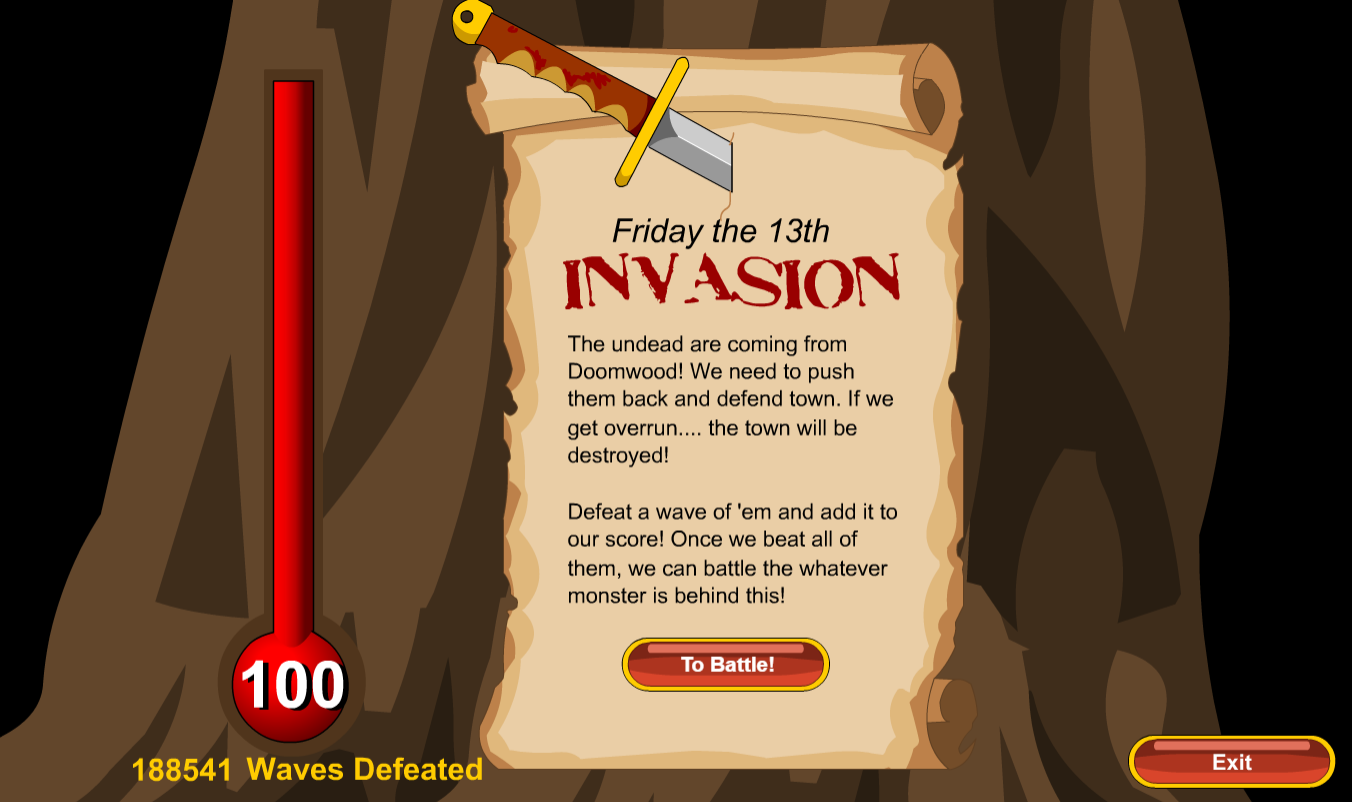 Friday the 13th
INVASION
The undead are coming from
Doomwood! We need to push
them back and defend town. If we
get overrun.... the town will be
destroyed!
Defeat a wave of 'em and add it to
our score! Once we beat all of
them, we can battle the whatever
monster is behind this!
To Battle!
100
188541 Waves Defeated
Exit